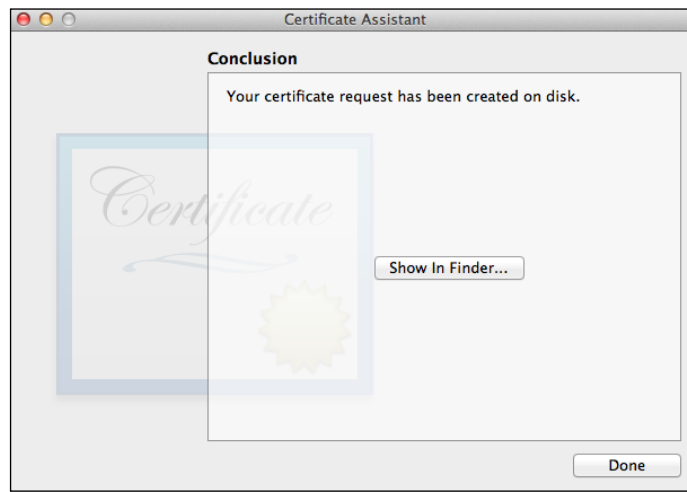 Certificate Assistant
Conclusion
Your certificate request has been created on disk.
Certificate
Show In Finder...
Done